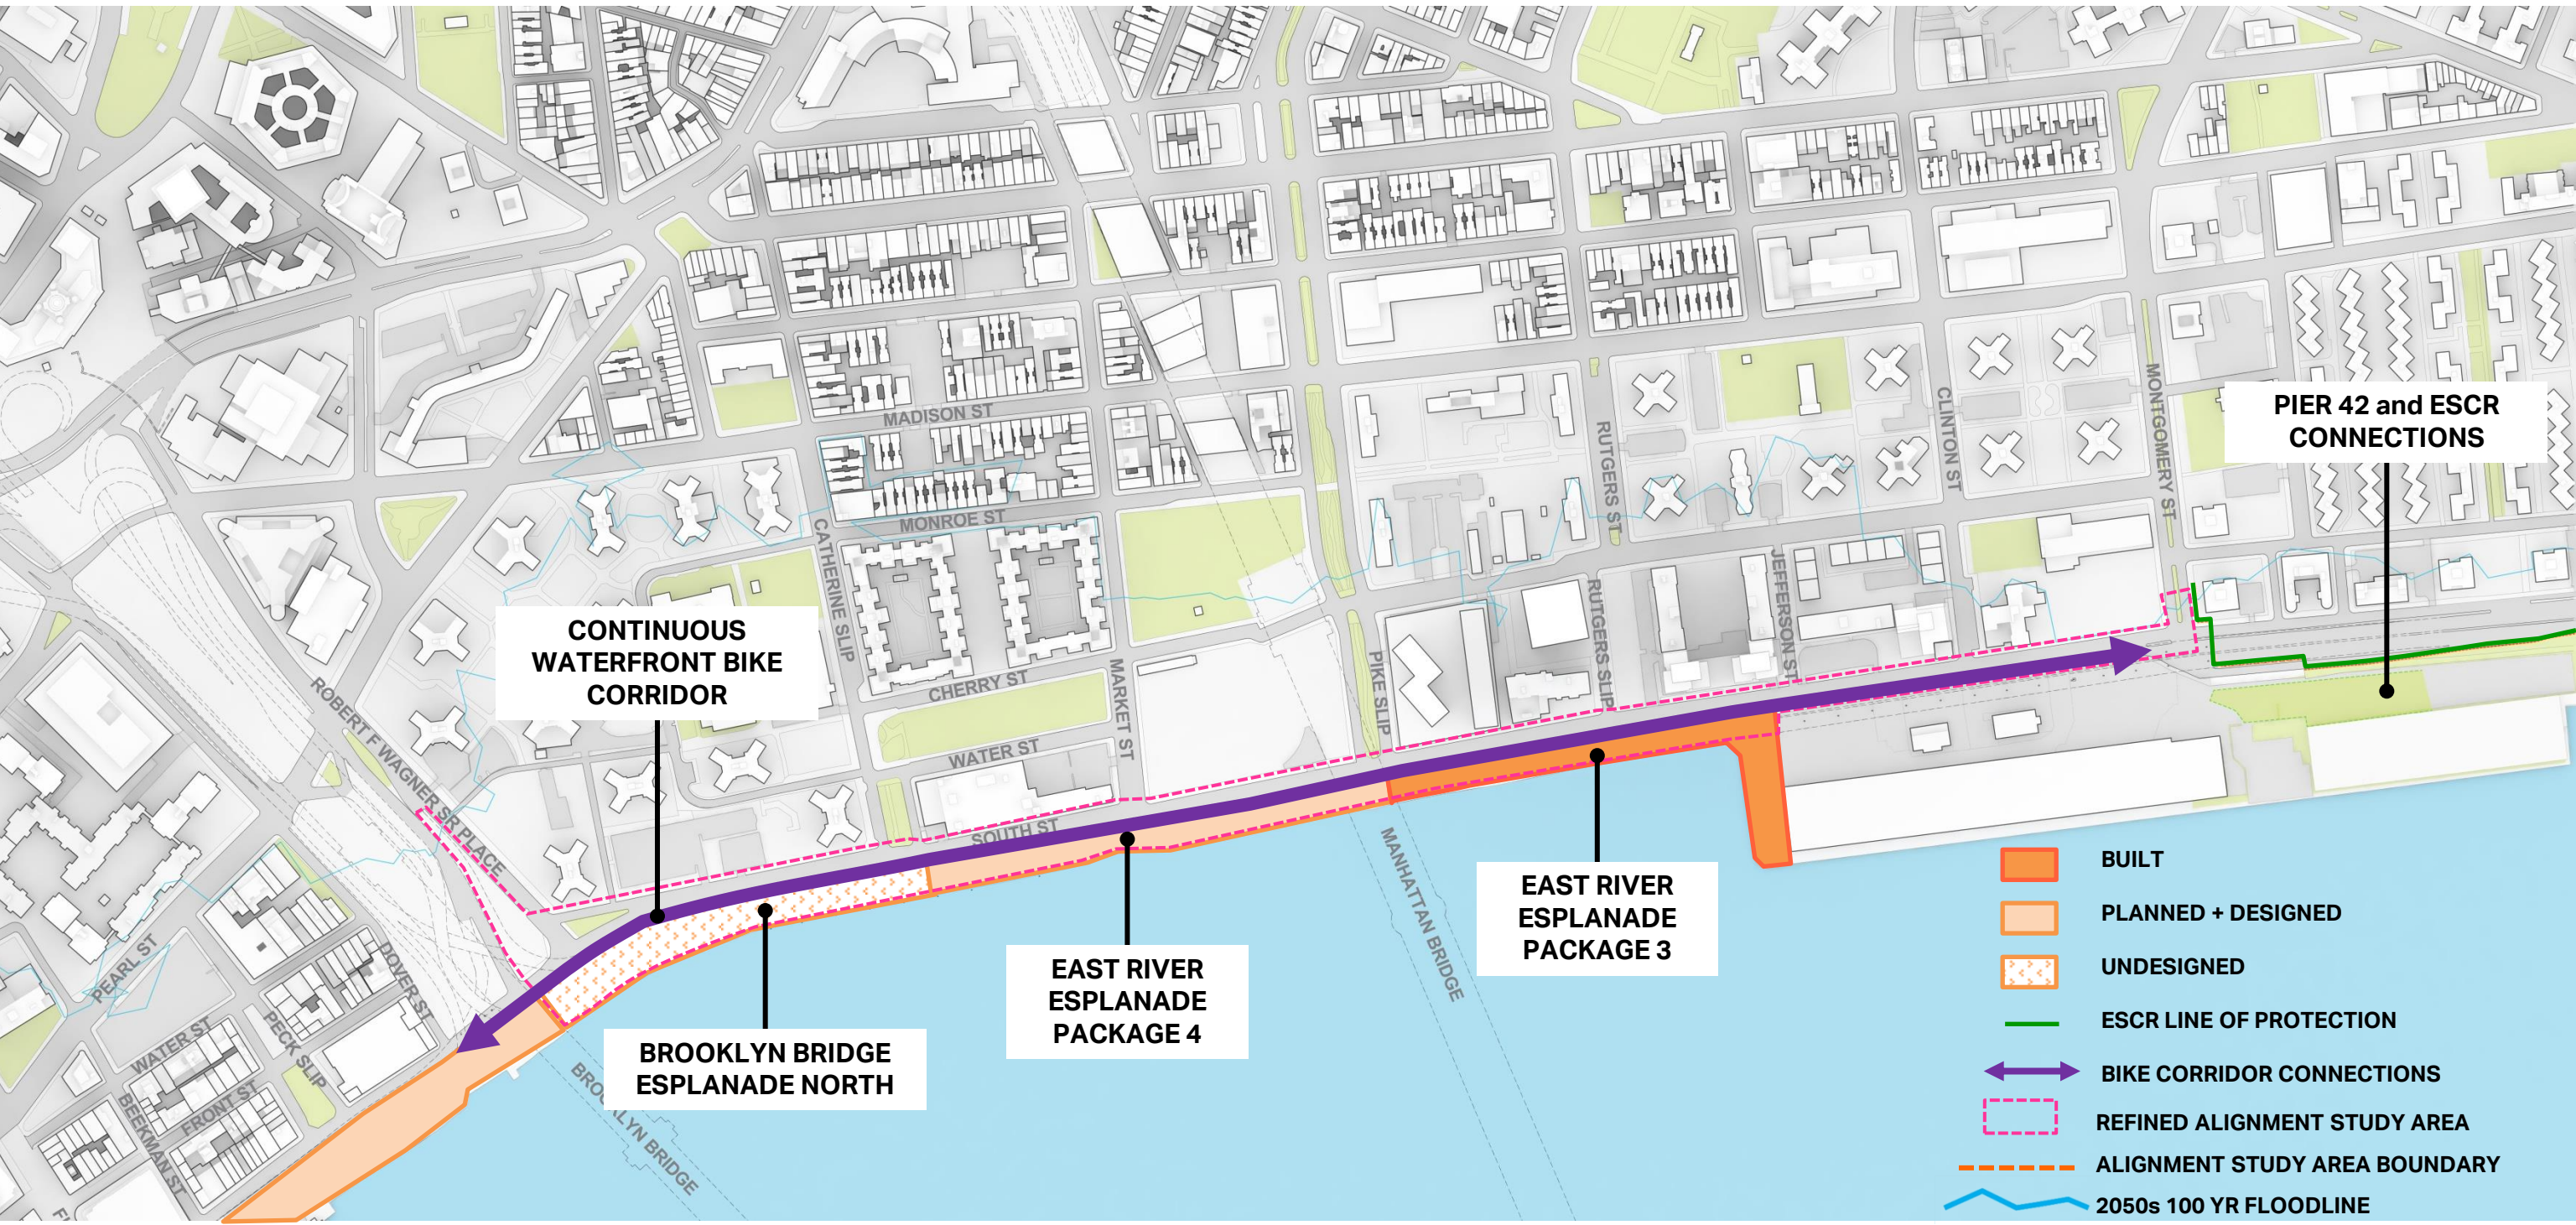 MADISON ST
MONROE ST
CATHERINE SLIP
CHERRY ST
MARKET ST
WATER ST
SOUTH ST
PIKE SLIP
RUTGERS ST
RUTGERS SLIP
JEFFERSON ST
CLINTON ST
MONTGOMERY ST
PIER 42 and ESCR
CONNECTIONS
CONTINUOUS
WATERFRONT BIKE
CORRIDOR
ROBERT F WAGNER SR PLACE
PEARL ST
DOVER ST
WATER ST
PECK SLIP
FRONT ST
BEEKMAN ST
BROOKLYN BRIDGE
ESPLANADE NORTH
BROOKLYN BRIDGE
EAST RIVER
ESPLANADE
PACKAGE 4
MANHATTAN BRIDGE
EAST RIVER
ESPLANADE
PACKAGE 3
BUILT
PLANNED + DESIGNED
UNDESIGNED
ESCR LINE OF PROTECTION
BIKE CORRIDOR CONNECTIONS
REFINED ALIGNMENT STUDY AREA
ALIGNMENT STUDY AREA BOUNDARY
2050s 100 YR FLOODLINE